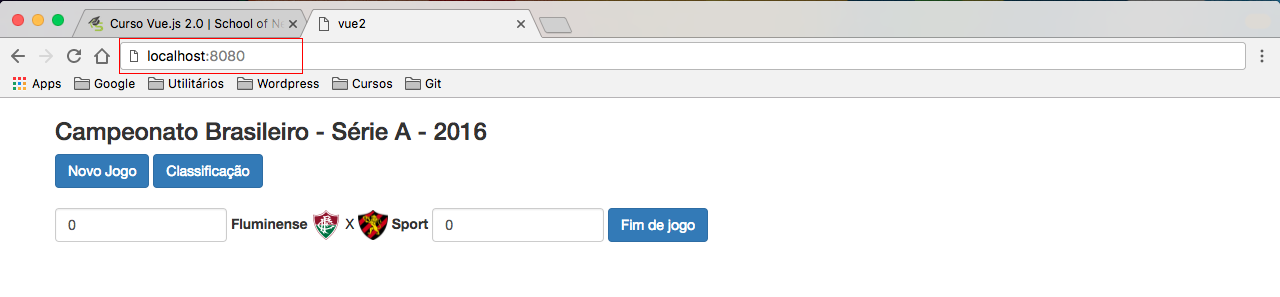 Curso Vue.js 2.0 | School of Ne
vue2
localhost:8080
Apps Google Utilitários Wordpress Cursos Git
Campeonato Brasileiro - Série A - 2016
Novo Jogo Classificação
0 Fluminense X Sport 0 Fim de jogo